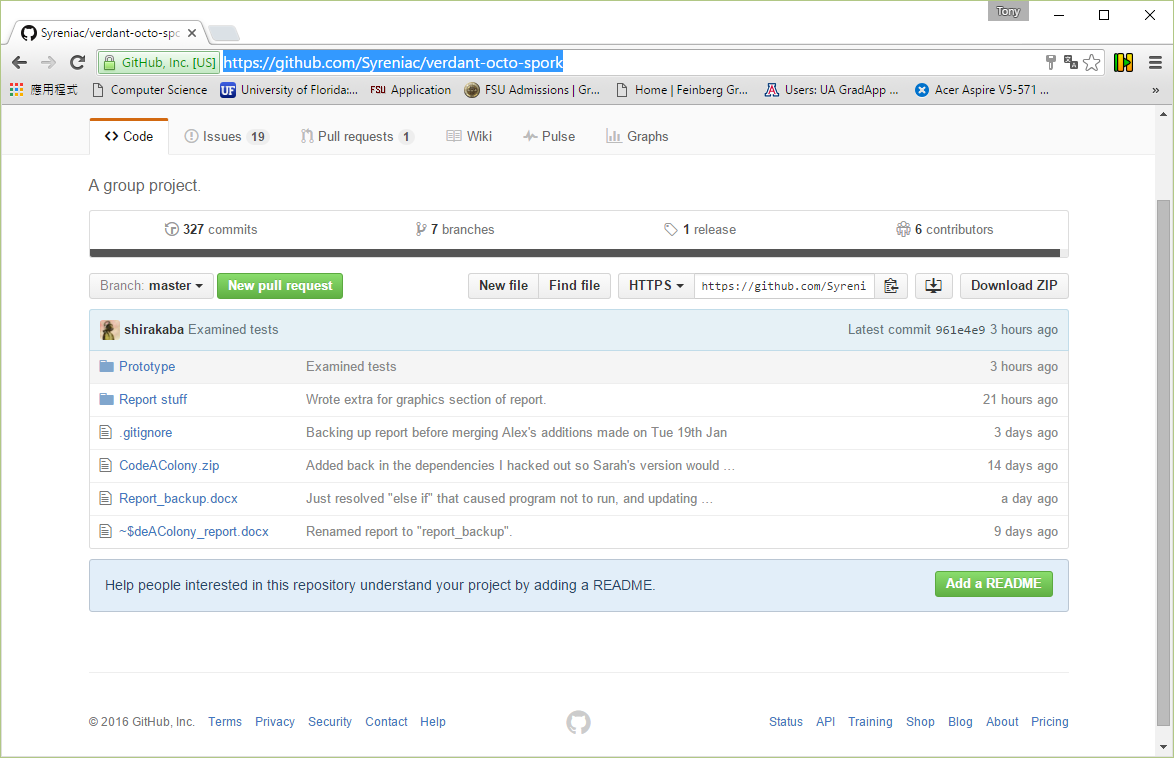 Tony
Syreniac/verdant-octo-spo
GitHub, Inc. [US] https://github.com/Syreniac/verdant-octo-spork
應用程式 Computer Science UF University of Florida:... FSU Application FSU Admissions | Gr... Home | Feinberg Gr... Users: UA GradApp ... Acer Aspire V5-571 ... »
Code Issues 19 Pull requests 1 Wiki Pulse Graphs
A group project.
327 commits 7 branches 1 release 6 contributors
Branch: master New pull request New file Find file HTTPS https://github.com/Syreni Download ZIP
shirakaba Examined tests Latest commit 961e4e9 3 hours ago
Prototype Examined tests 3 hours ago
Report stuff Wrote extra for graphics section of report. 21 hours ago
.gitignore Backing up report before merging Alex's additions made on Tue 19th Jan 3 days ago
CodeAColony.zip Added back in the dependencies I hacked out so Sarah's version would … 14 days ago
Report_backup.docx Just resolved "else if" that caused program not to run, and updating … a day ago
~$deAColony_report.docx Renamed report to "report_backup". 9 days ago
Help people interested in this repository understand your project by adding a README. Add a README
© 2016 GitHub, Inc. Terms Privacy Security Contact Help Status API Training Shop Blog About Pricing